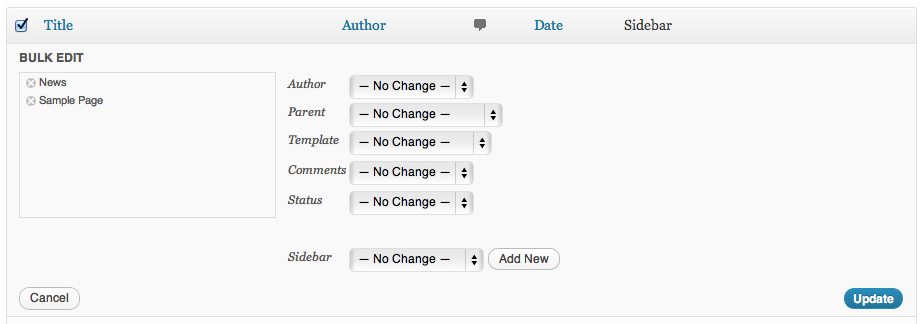 Title Author Date Sidebar
BULK EDIT
News
Sample Page
Author — No Change —
Parent — No Change —
Template — No Change —
Comments — No Change —
Status — No Change —
Sidebar — No Change — Add New
Cancel Update